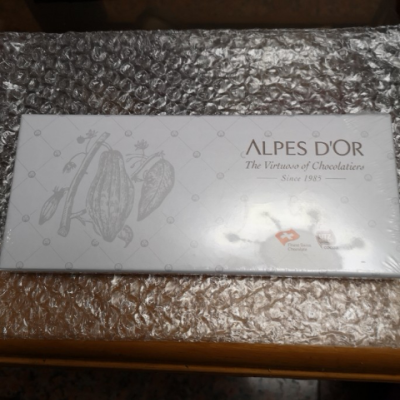 ALPES D'OR
The Virtuoso of Chocolatiers
Since 1985